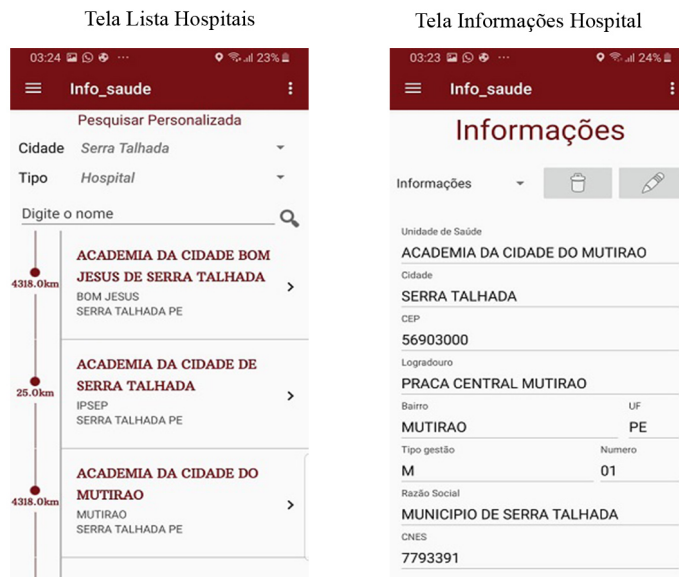 Tela Lista Hospitais
03:24 ... 23%
Info_saude
Pesquisar Personalizada
Cidade Serra Talhada
Tipo Hospital
Digite o nome
ACADEMIA DA CIDADE BOM
JESUS DE SERRA TALHADA
4318.0km
BOM JESUS
SERRA TALHADA PE
ACADEMIA DA CIDADE DE
SERRA TALHADA
25.0km
IPSEP
SERRA TALHADA PE
ACADEMIA DA CIDADE DO
MUTIRAO
4318.0km
MUTIRAO
SERRA TALHADA PE
Tela Informações Hospital
03:23 ... 24%
Info_saude
Informações
Informações
Unidade de Saúde
ACADEMIA DA CIDADE DO MUTIRAO
Cidade
SERRA TALHADA
CEP
56903000
Logradouro
PRACA CENTRAL MUTIRAO
Bairro UF
MUTIRAO PE
Tipo gestão Numero
M 01
Razão Social
MUNICIPIO DE SERRA TALHADA
CNES
7793391